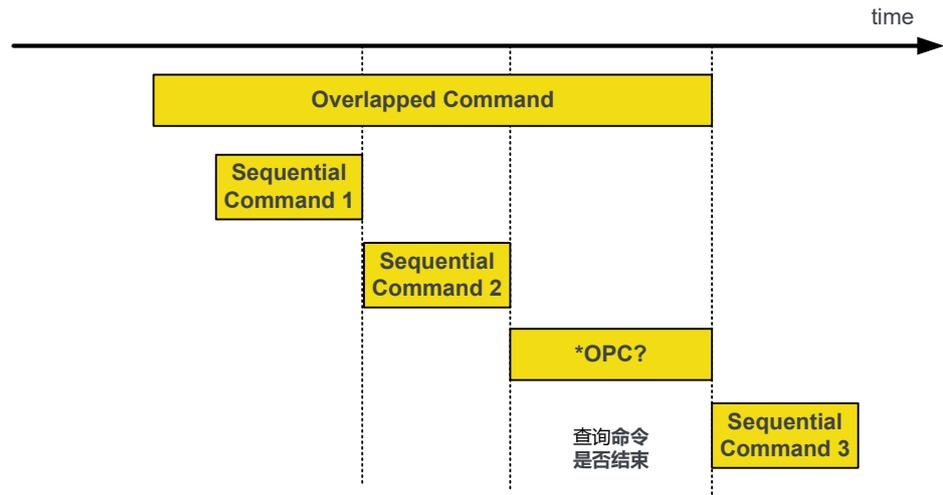 time
Overlapped Command
Sequential
Command 1
Sequential
Command 2
*OPC?
查询命令
是否结束
Sequential
Command 3